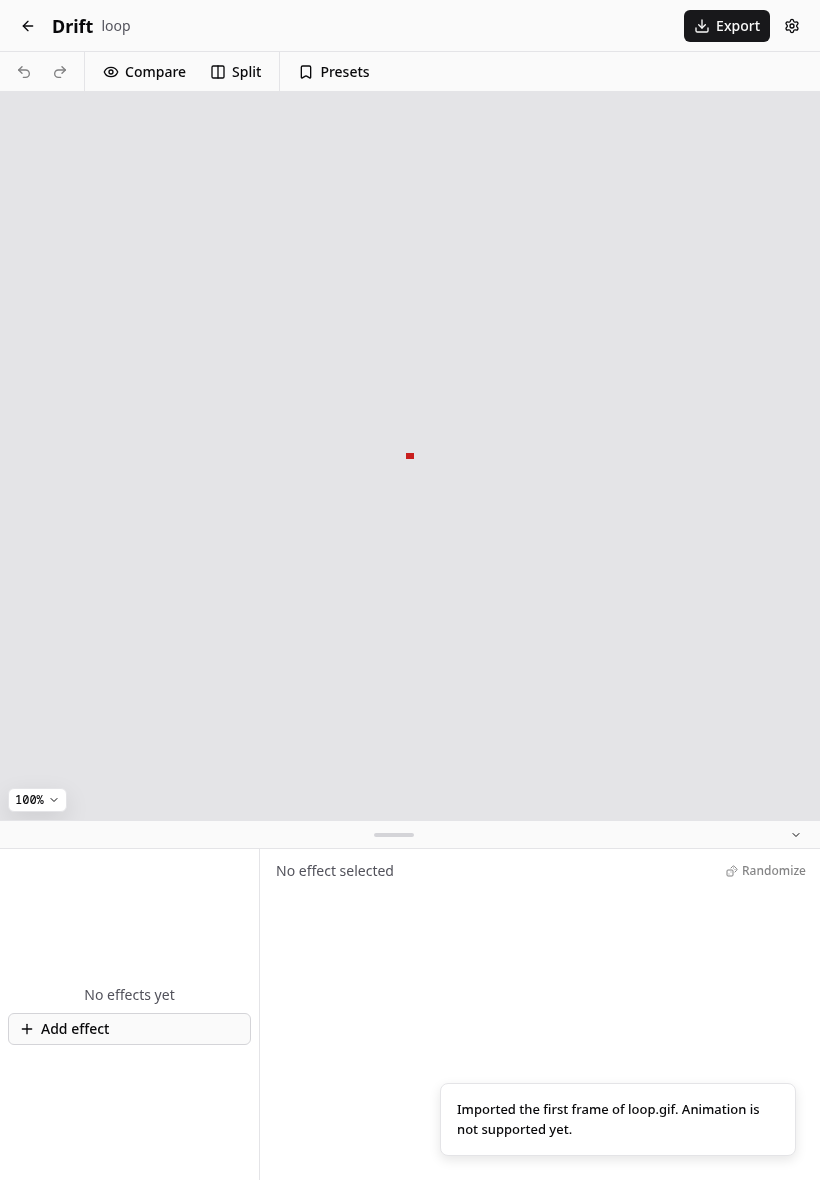 Drift loop
Export
Compare
Split
Presets
100%
No effect selected
Randomize
No effects yet
Add effect
Imported the first frame of loop.gif. Animation is
not supported yet.